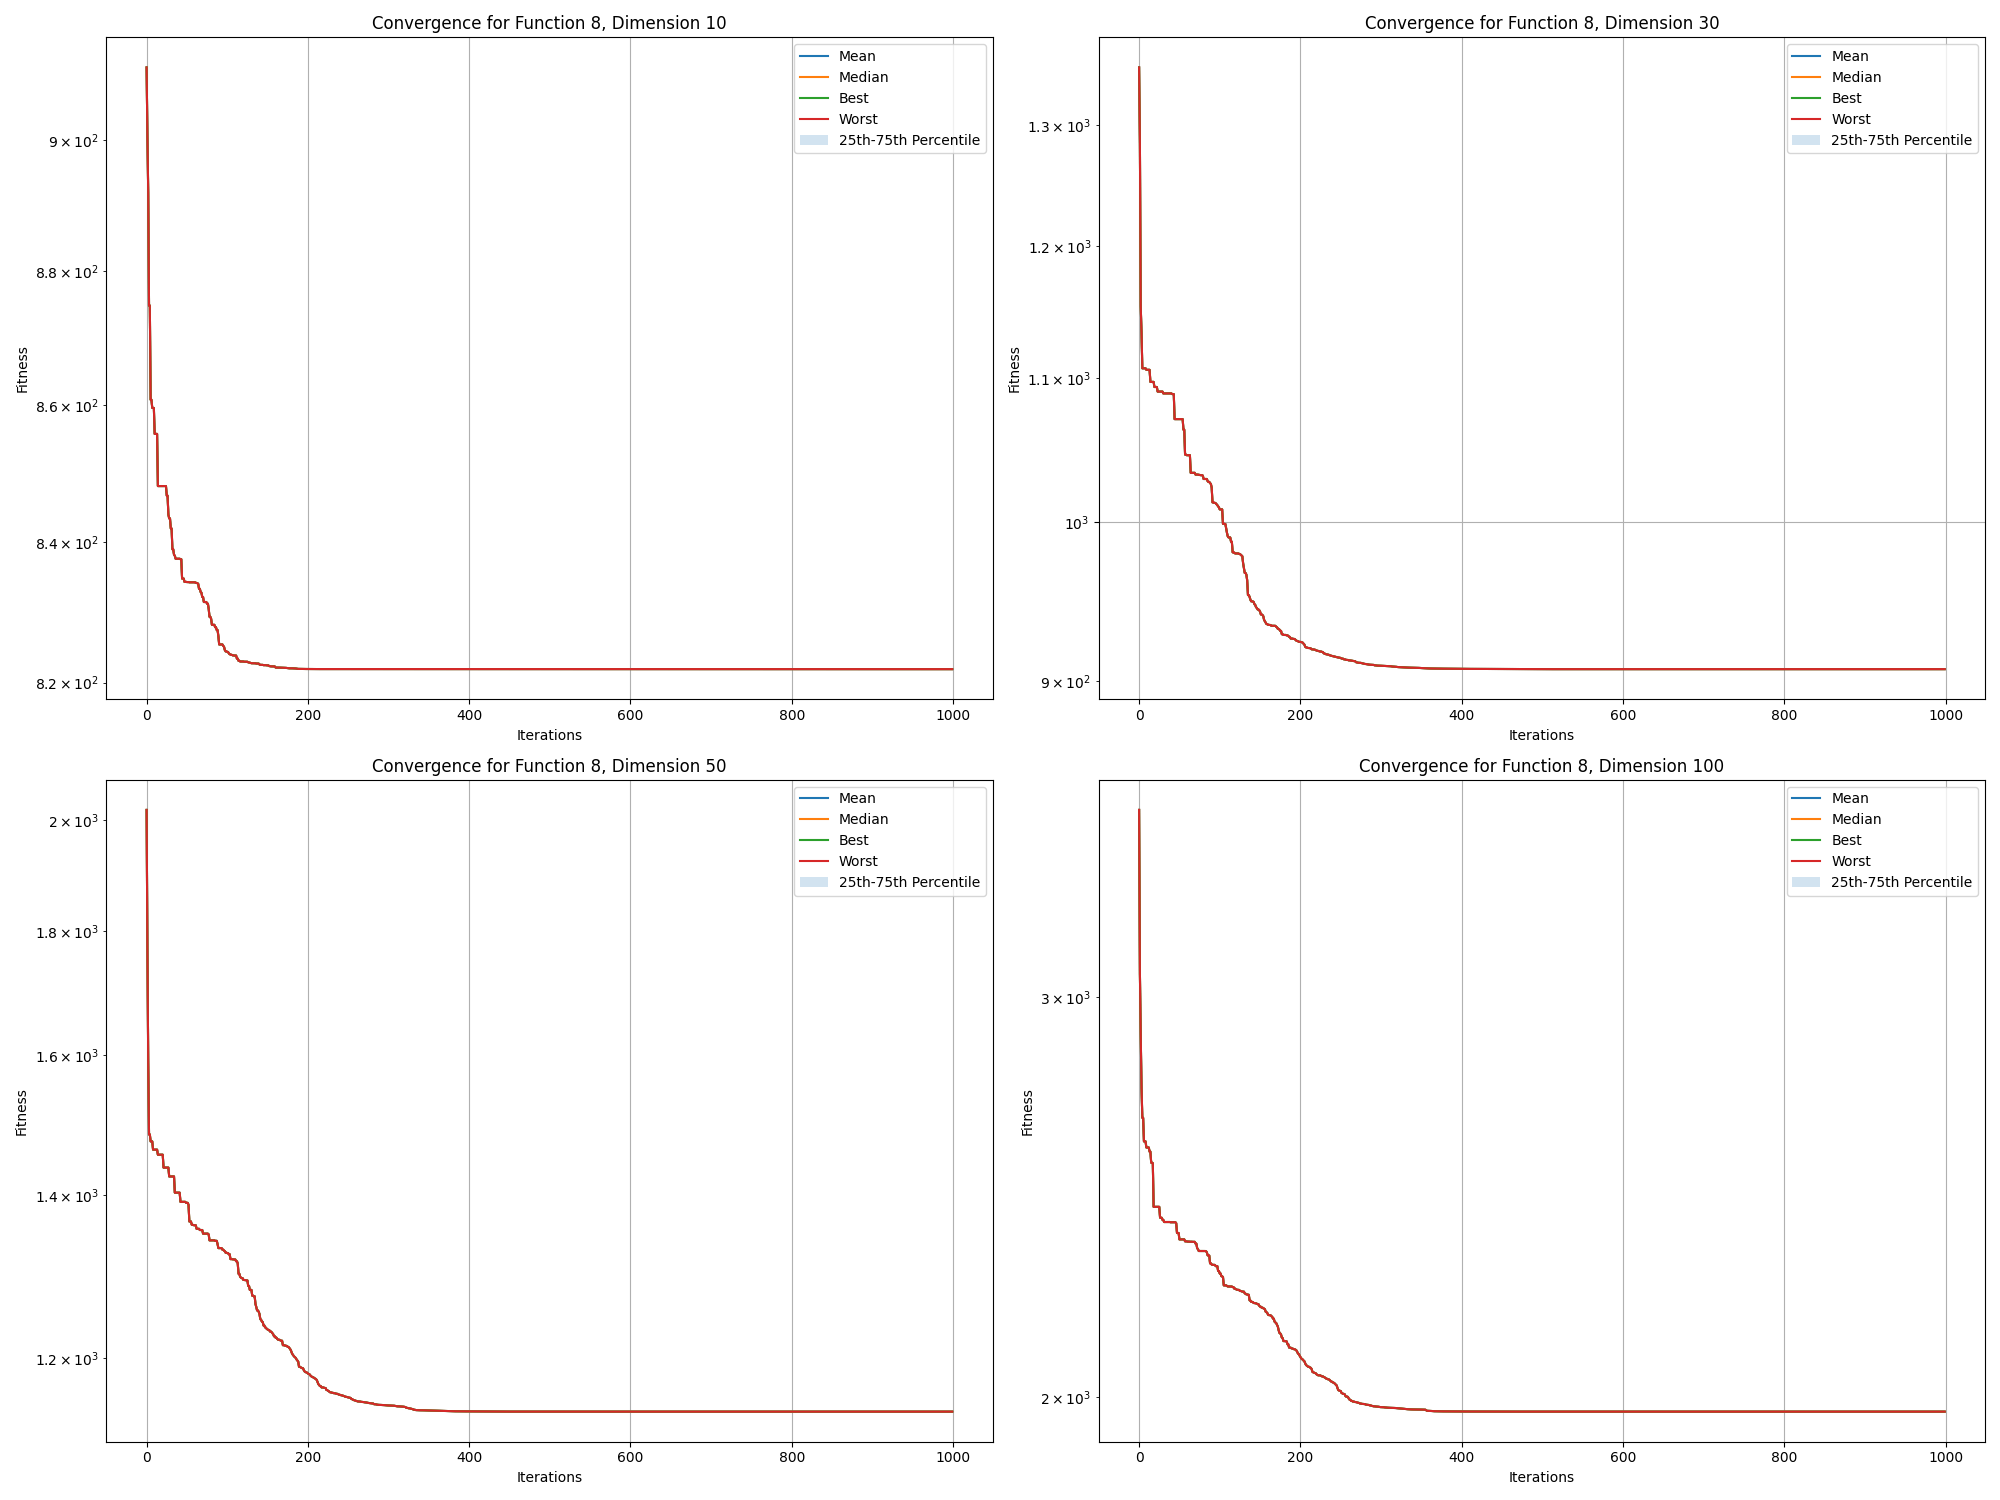 Convergence for Function 8, Dimension 10
Mean
Median
Best
Worst
25th-75th Percentile
9 × 10²
8.8 × 10²
8.6 × 10²
8.4 × 10²
8.2 × 10²
Fitness
0 200 400 600 800 1000
Iterations
Convergence for Function 8, Dimension 30
Mean
Median
Best
Worst
25th-75th Percentile
1.3 × 10³
1.2 × 10³
1.1 × 10³
10³
9 × 10²
Fitness
0 200 400 600 800 1000
Iterations
Convergence for Function 8, Dimension 50
Mean
Median
Best
Worst
25th-75th Percentile
2 × 10³
1.8 × 10³
1.6 × 10³
1.4 × 10³
1.2 × 10³
Fitness
0 200 400 600 800 1000
Iterations
Convergence for Function 8, Dimension 100
Mean
Median
Best
Worst
25th-75th Percentile
3 × 10³
2 × 10³
Fitness
0 200 400 600 800 1000
Iterations